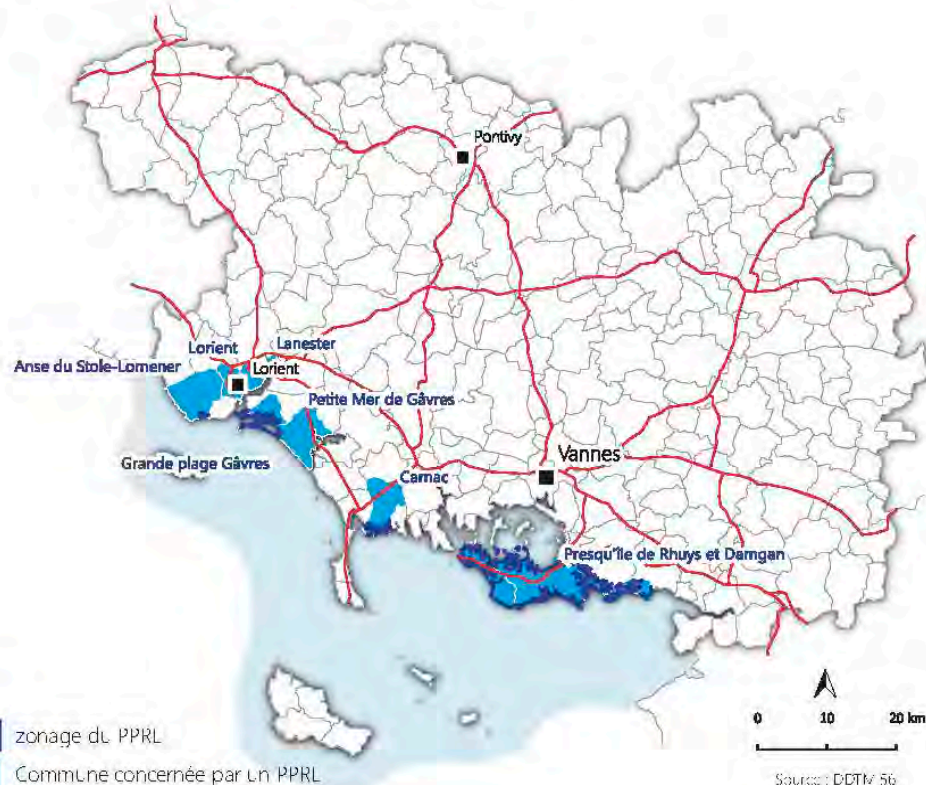 Pontivy
Lorient
Lanester
Anse du Stole-Lomener
Lorient
Petite Mer de Gâvres
Grande plage Gâvres
Vannes
Carnac
Presqu'île de Rhuys et Damgan
zonage du PPRL
0 10 20 km
Commune concernée par un PPRL
Source : DDTM 56